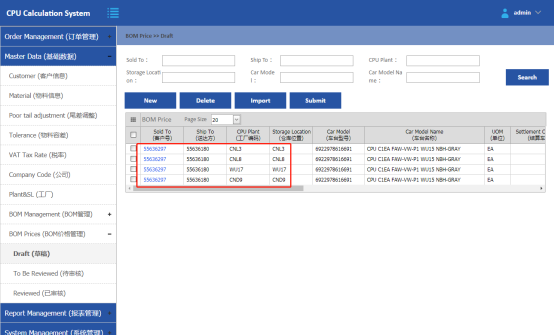 CPU Calculation System
admin
Order Management (订单管理) +
Master Data (基础数据) −
Customer (客户信息)
Material (物料信息)
Poor tail adjustment (尾差调整)
Tolerance (物料容差)
VAT Tax Rate (税率)
Company Code (公司)
Plant&SL (工厂)
BOM Management (BOM管理) +
BOM Prices (BOM价格管理) −
Draft (草稿)
To Be Reviewed (待审核)
Reviewed (已审核)
Report Management (报表管理)
System Management (系统管理)
BOM Price >> Draft
Sold To :
Ship To :
CPU Plant :
Storage Locati
on :
Car Mode
l :
Car Model Na
me :
Search
New Delete Import Submit
BOM Price Page Size 20
Sold To Ship To CPU Plant Storage Location Car Model Car Model Name UOM Settlement C
(客户号) (送达方) (工厂编码) (仓库位置) (车台型号) (车台名称) (单位)
55636297 55636180 CNL3 CNL3 6922978616691 CPU C1EA FAW-VW-P1 WU15 NBH-GRAY EA
55636297 55636180 CNL8 CNL8 6922978616691 CPU C1EA FAW-VW-P1 WU15 NBH-GRAY EA
55636297 55636180 WU17 WU17 6922978616691 CPU C1EA FAW-VW-P1 WU15 NBH-GRAY EA
55636297 55636180 CND9 CND9 6922978616691 CPU C1EA FAW-VW-P1 WU15 NBH-GRAY EA